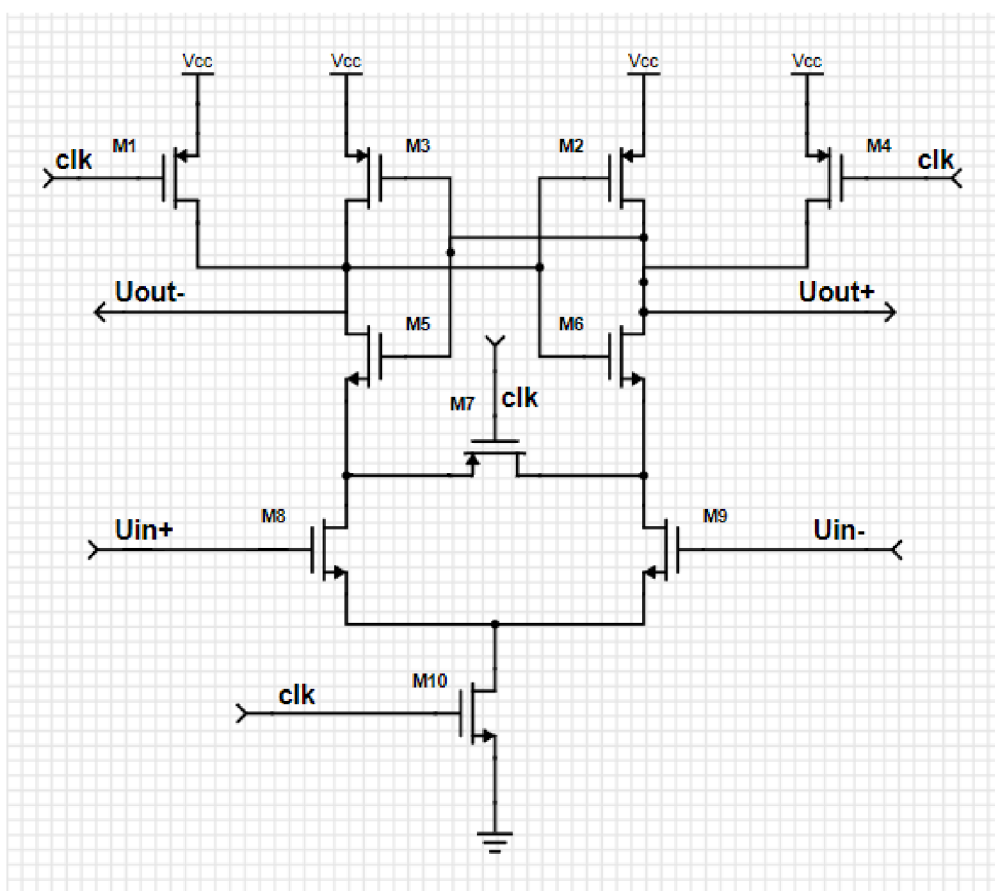 Vcc Vcc Vcc Vcc
M1 M3 M2 M4
clk clk
Uout- Uout+
M5 M6
M7 clk
M8 M9
Uin+ Uin-
M10
clk